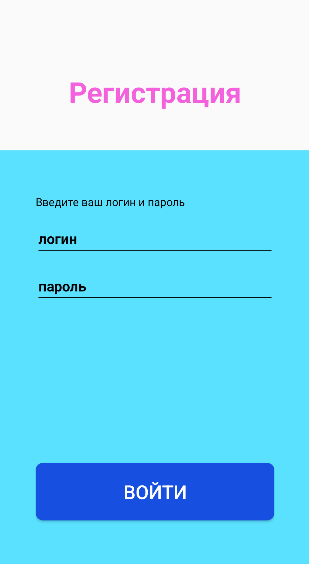 Регистрация
Введите ваш логин и пароль
логин
пароль
ВОЙТИ